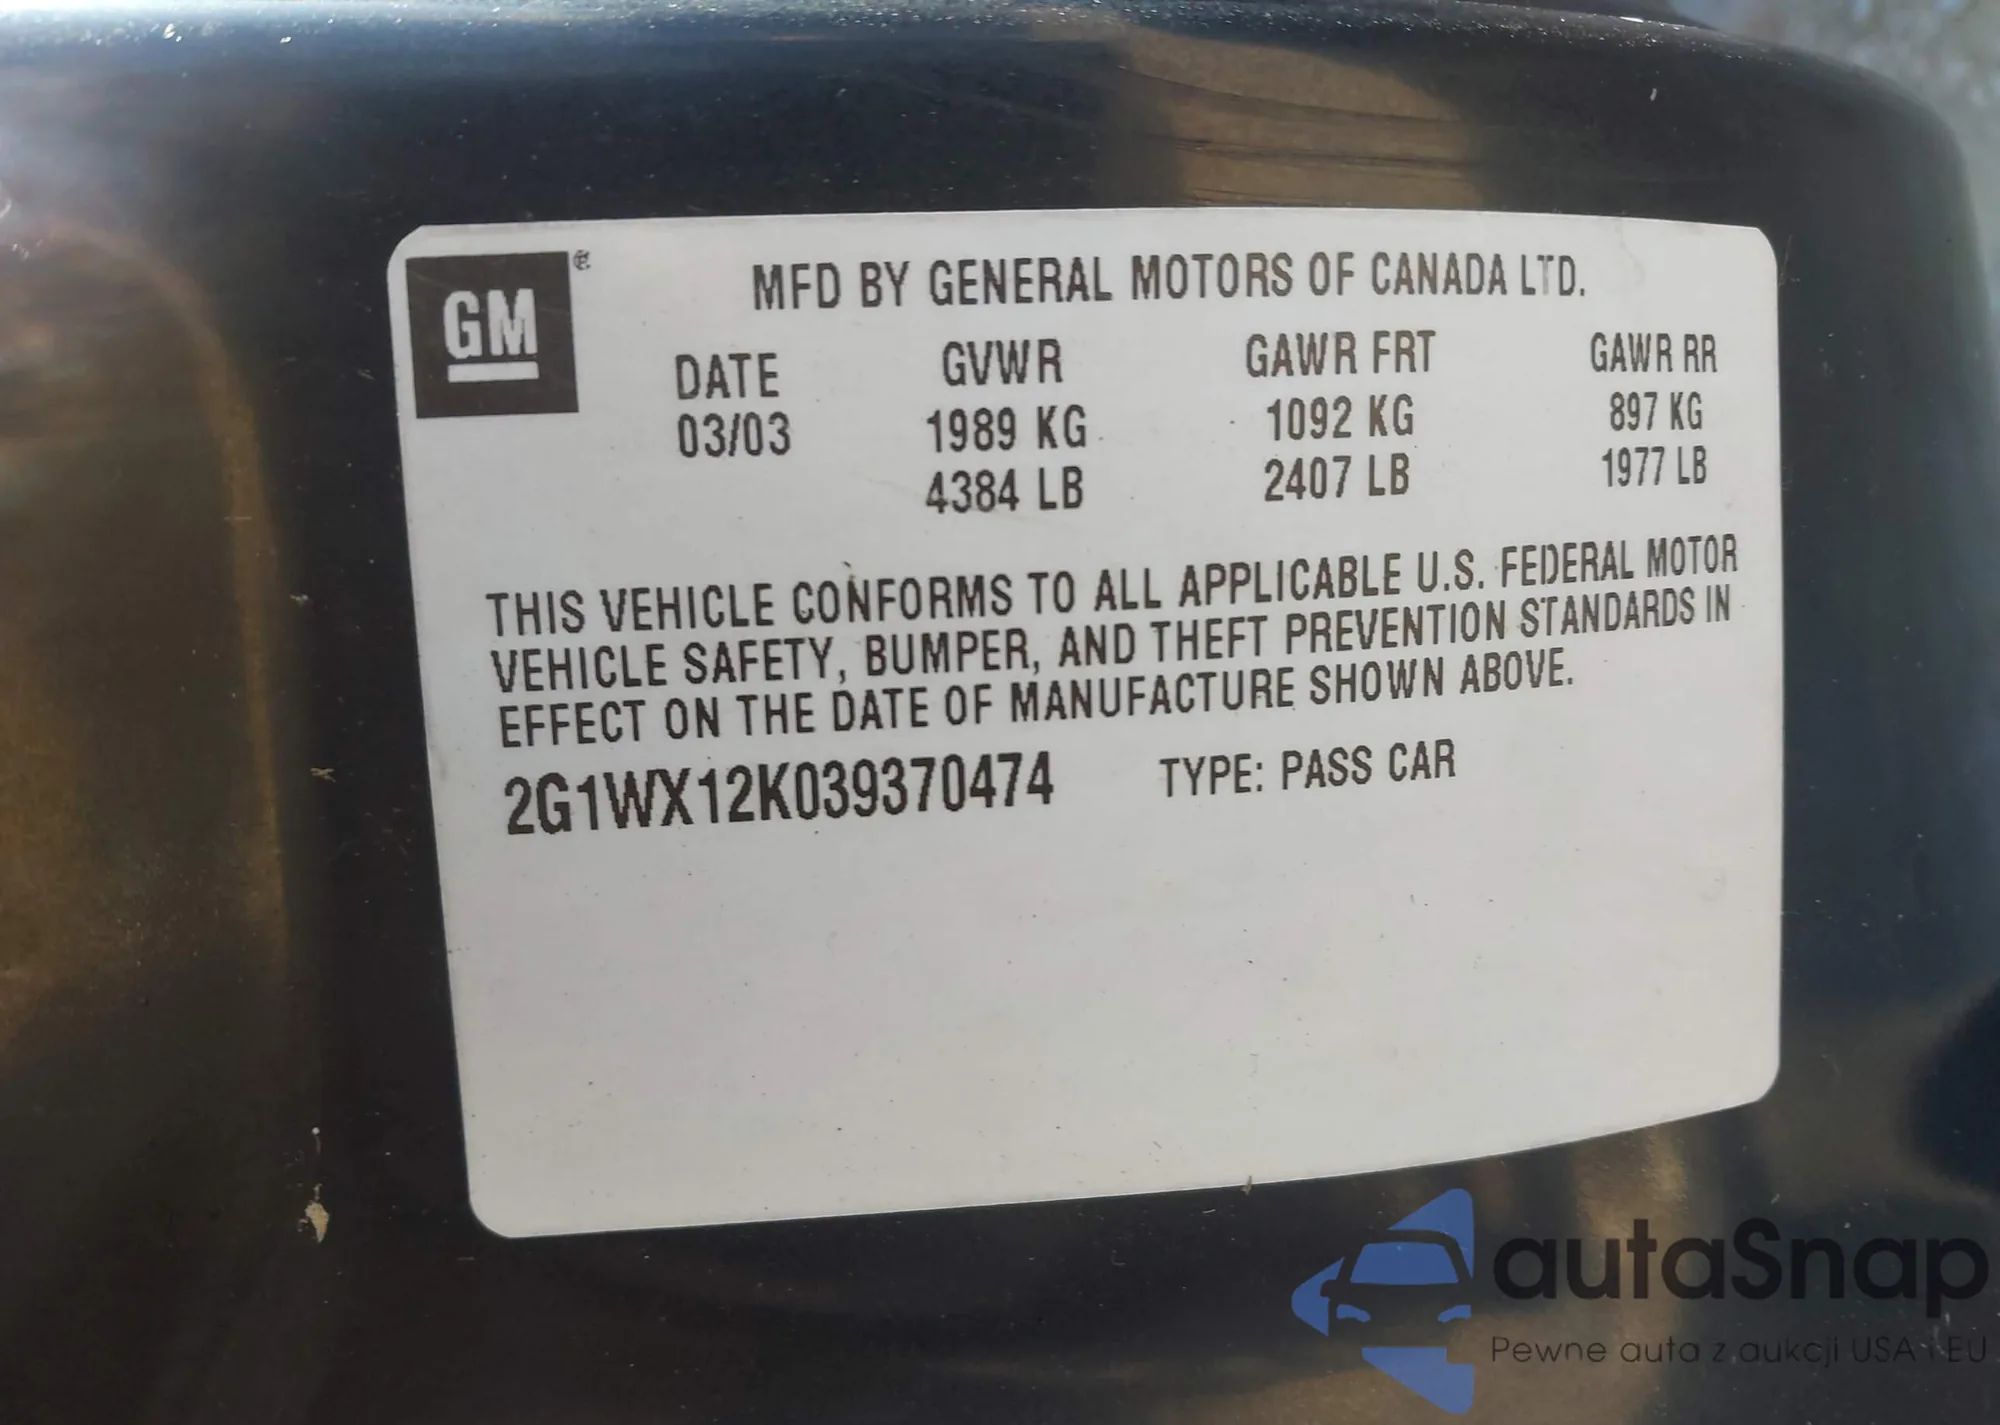 GM
MFD BY GENERAL MOTORS OF CANADA LTD.
DATE GVWR GAWR FRT GAWR RR
03/03 1989 KG 1092 KG 897 KG
4384 LB 2407 LB 1977 LB
THIS VEHICLE CONFORMS TO ALL APPLICABLE U.S. FEDERAL MOTOR
VEHICLE SAFETY, BUMPER, AND THEFT PREVENTION STANDARDS IN
EFFECT ON THE DATE OF MANUFACTURE SHOWN ABOVE.
2G1WX12K039370474 TYPE: PASS CAR
autaSnap
Pewne auta z aukcji USA i EU